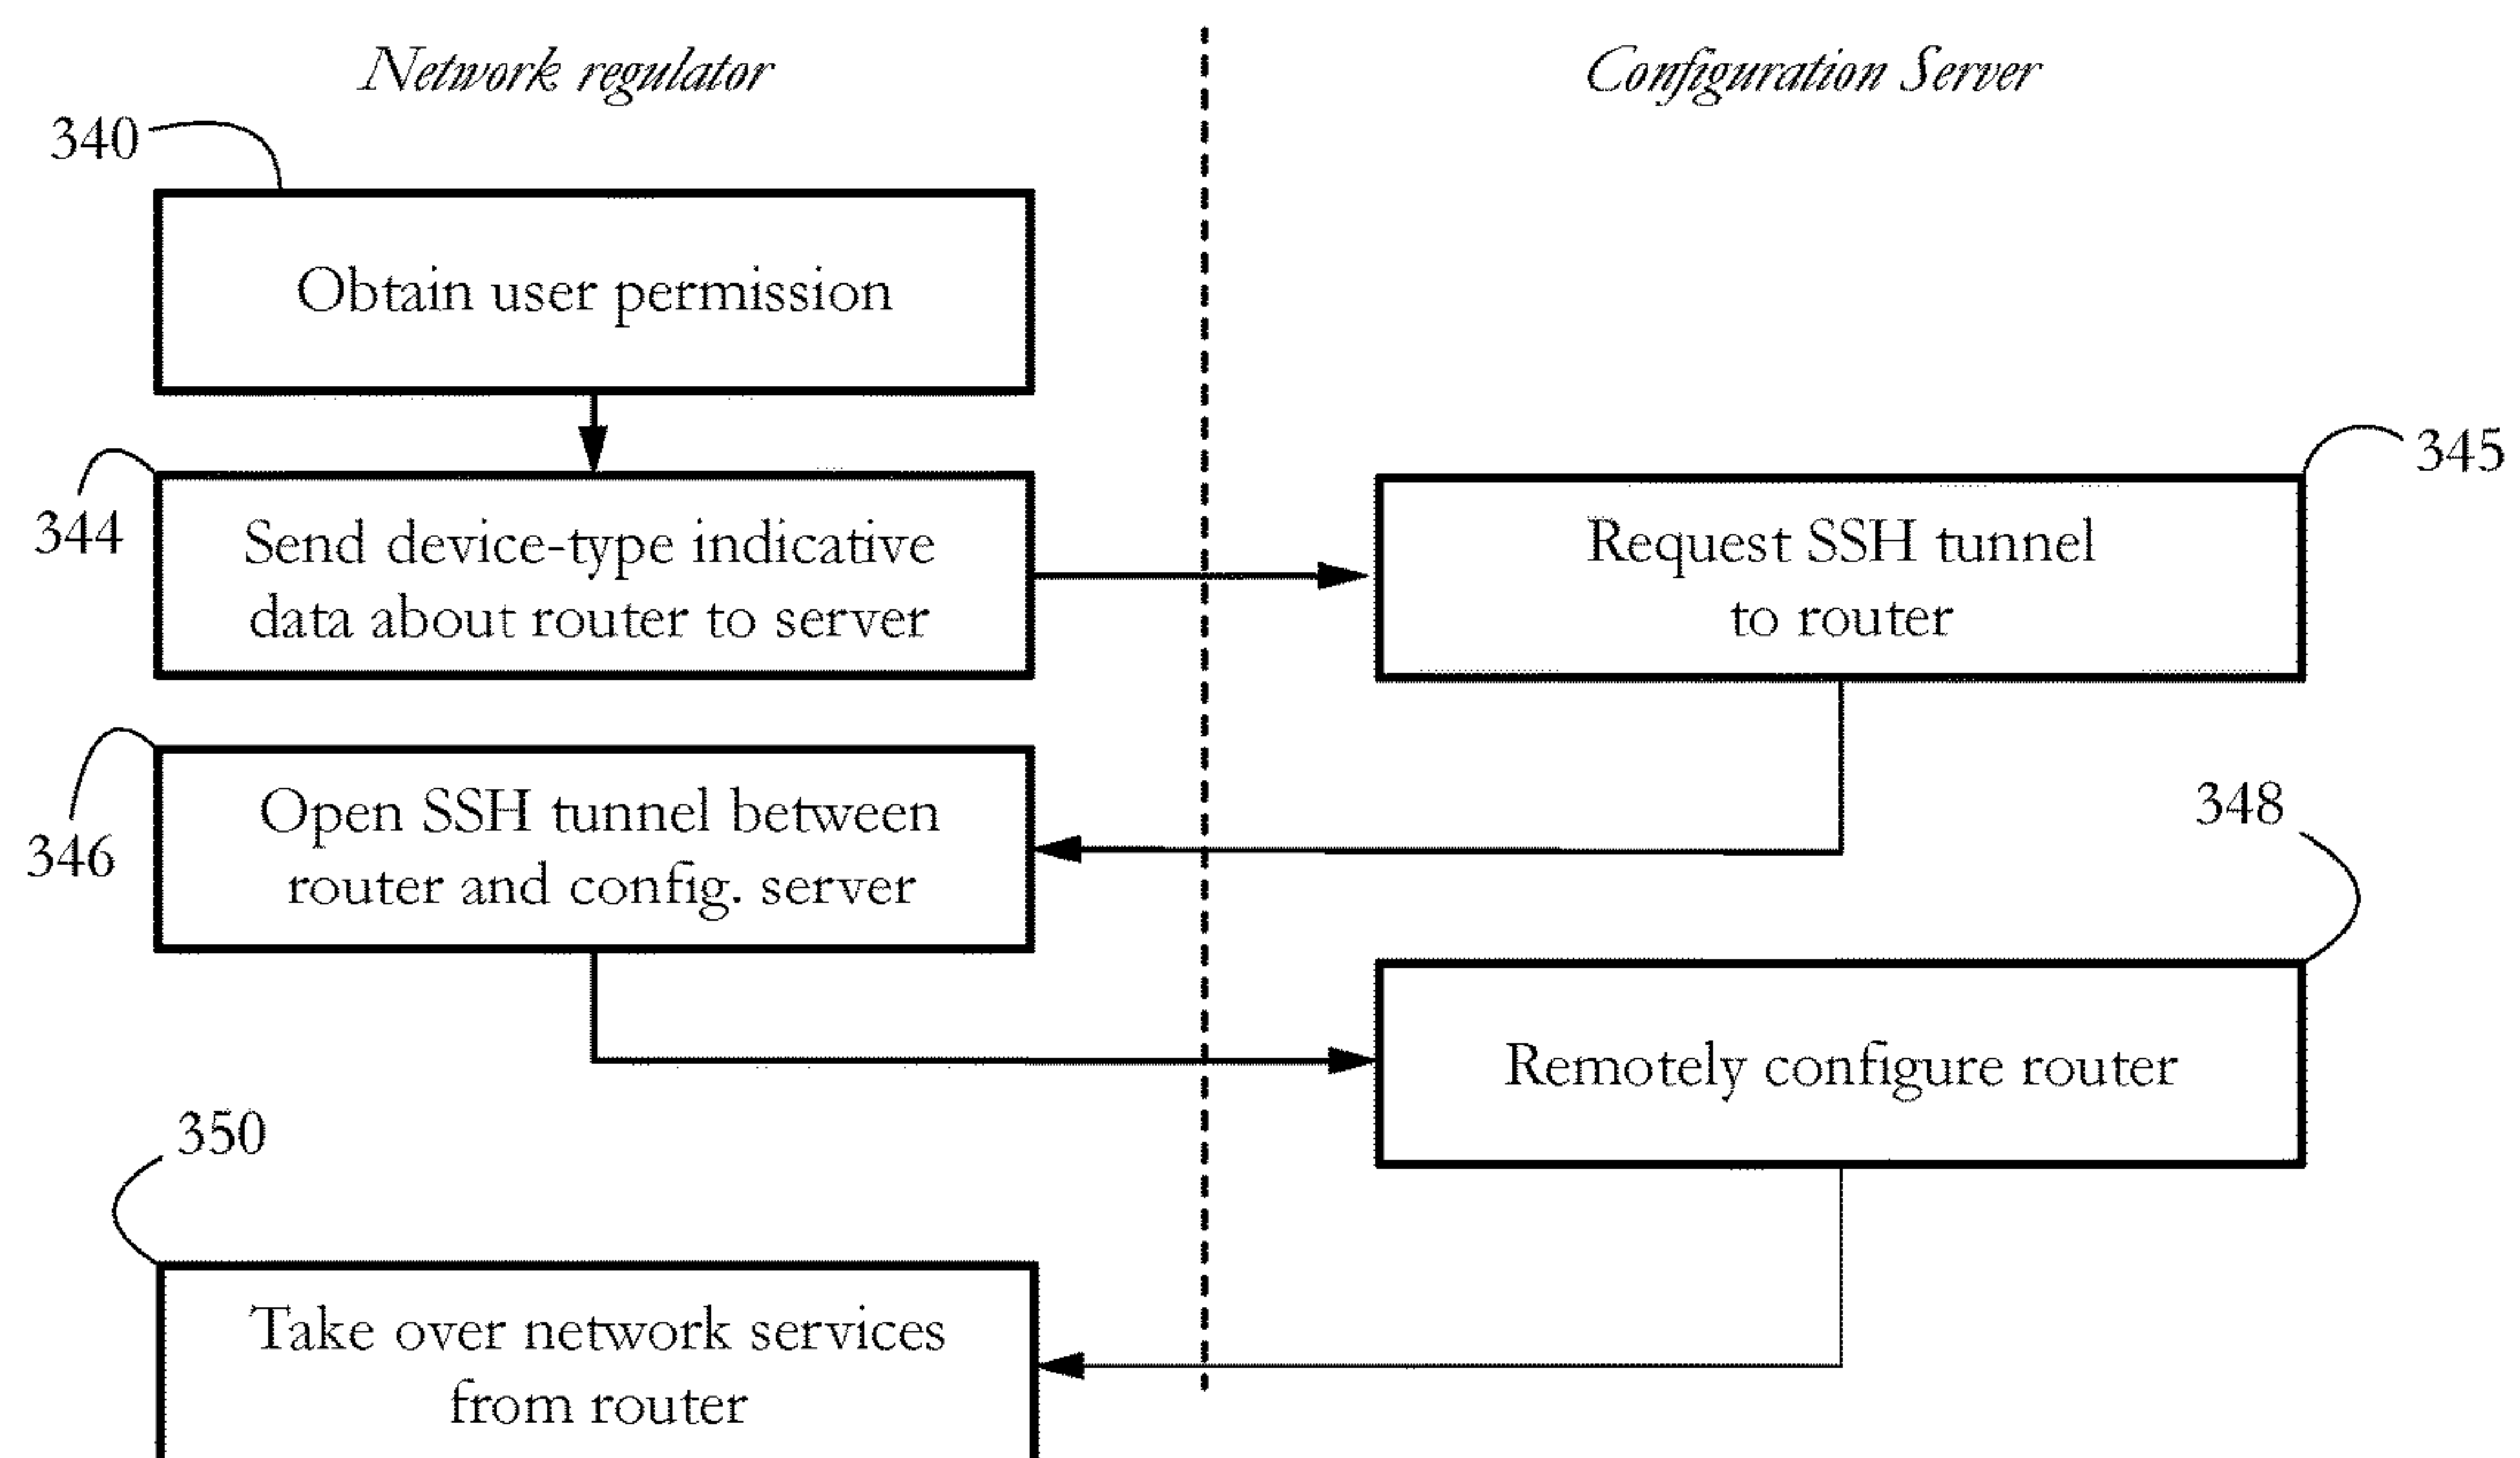 Network regulator
Configuration Server
340
Obtain user permission
344
Send device-type indicative
data about router to server
345
Request SSH tunnel
to router
346
Open SSH tunnel between
router and config. server
348
Remotely configure router
350
Take over network services
from router